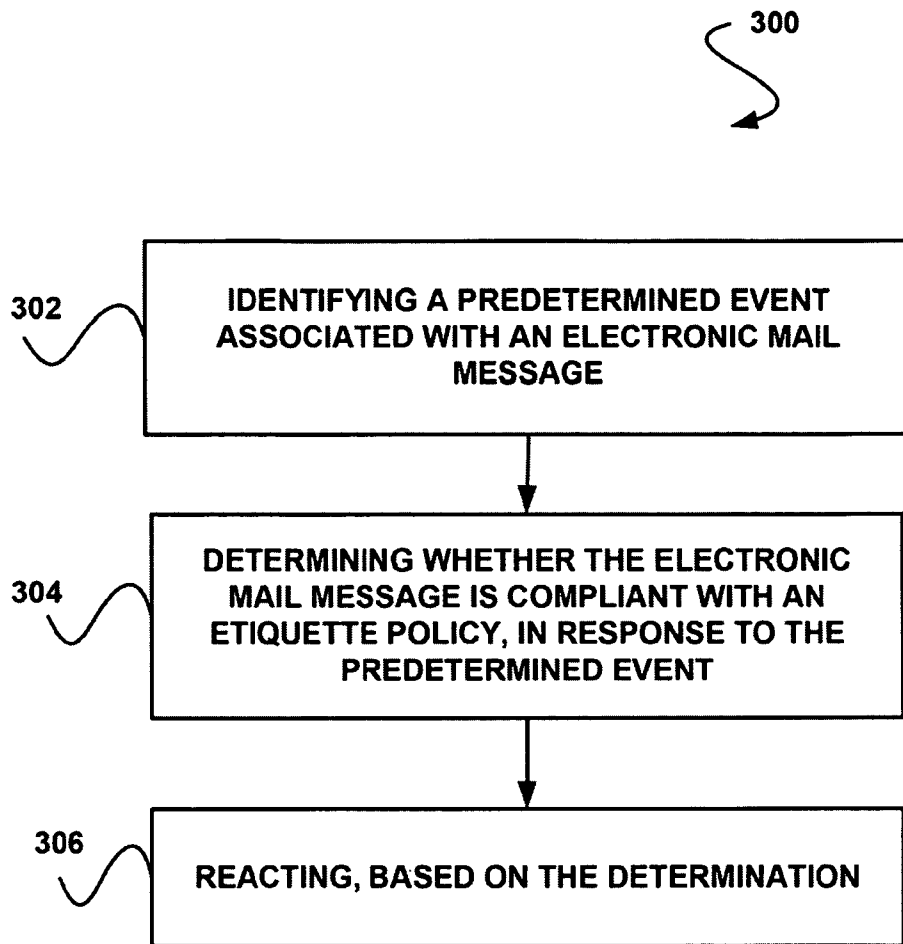 300
302
IDENTIFYING A PREDETERMINED EVENT
ASSOCIATED WITH AN ELECTRONIC MAIL
MESSAGE
304
DETERMINING WHETHER THE ELECTRONIC
MAIL MESSAGE IS COMPLIANT WITH AN
ETIQUETTE POLICY, IN RESPONSE TO THE
PREDETERMINED EVENT
306
REACTING, BASED ON THE DETERMINATION